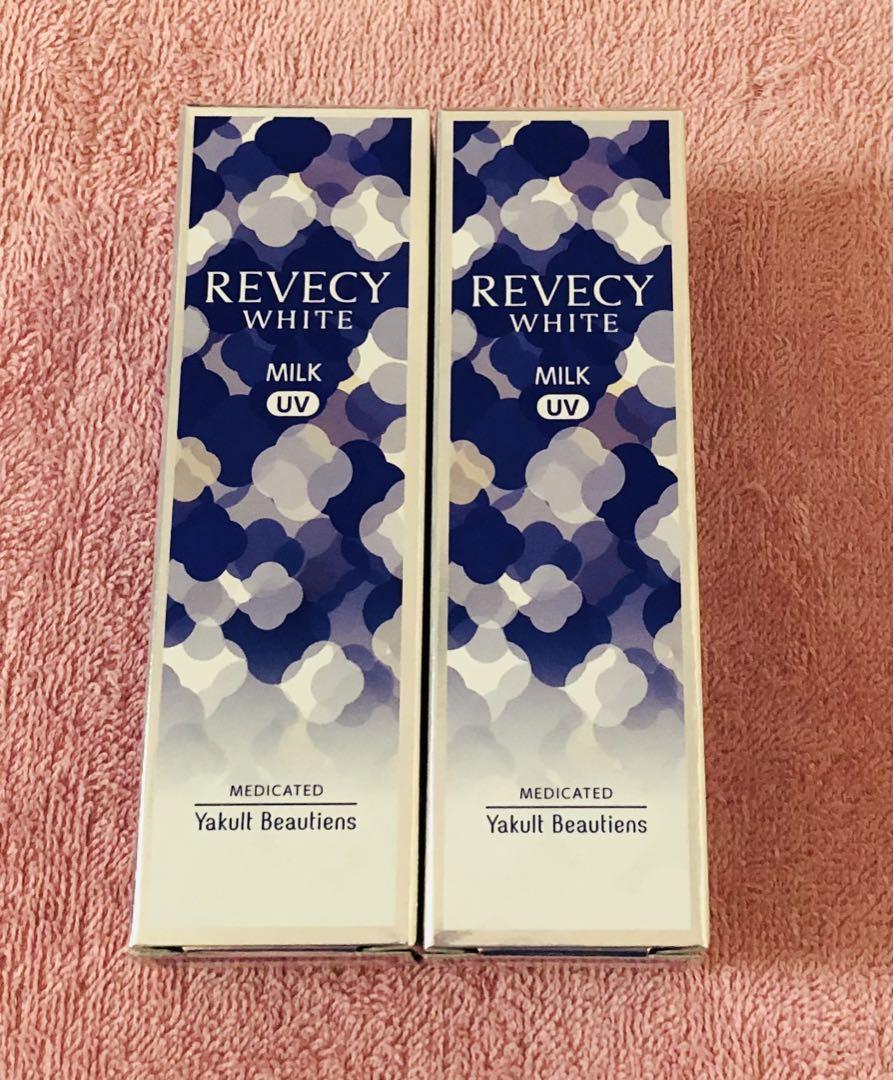 REVECY
WHITE
MILK
UV
MEDICATED
Yakult Beautiens
REVECY
WHITE
MILK
UV
MEDICATED
Yakult Beautiens